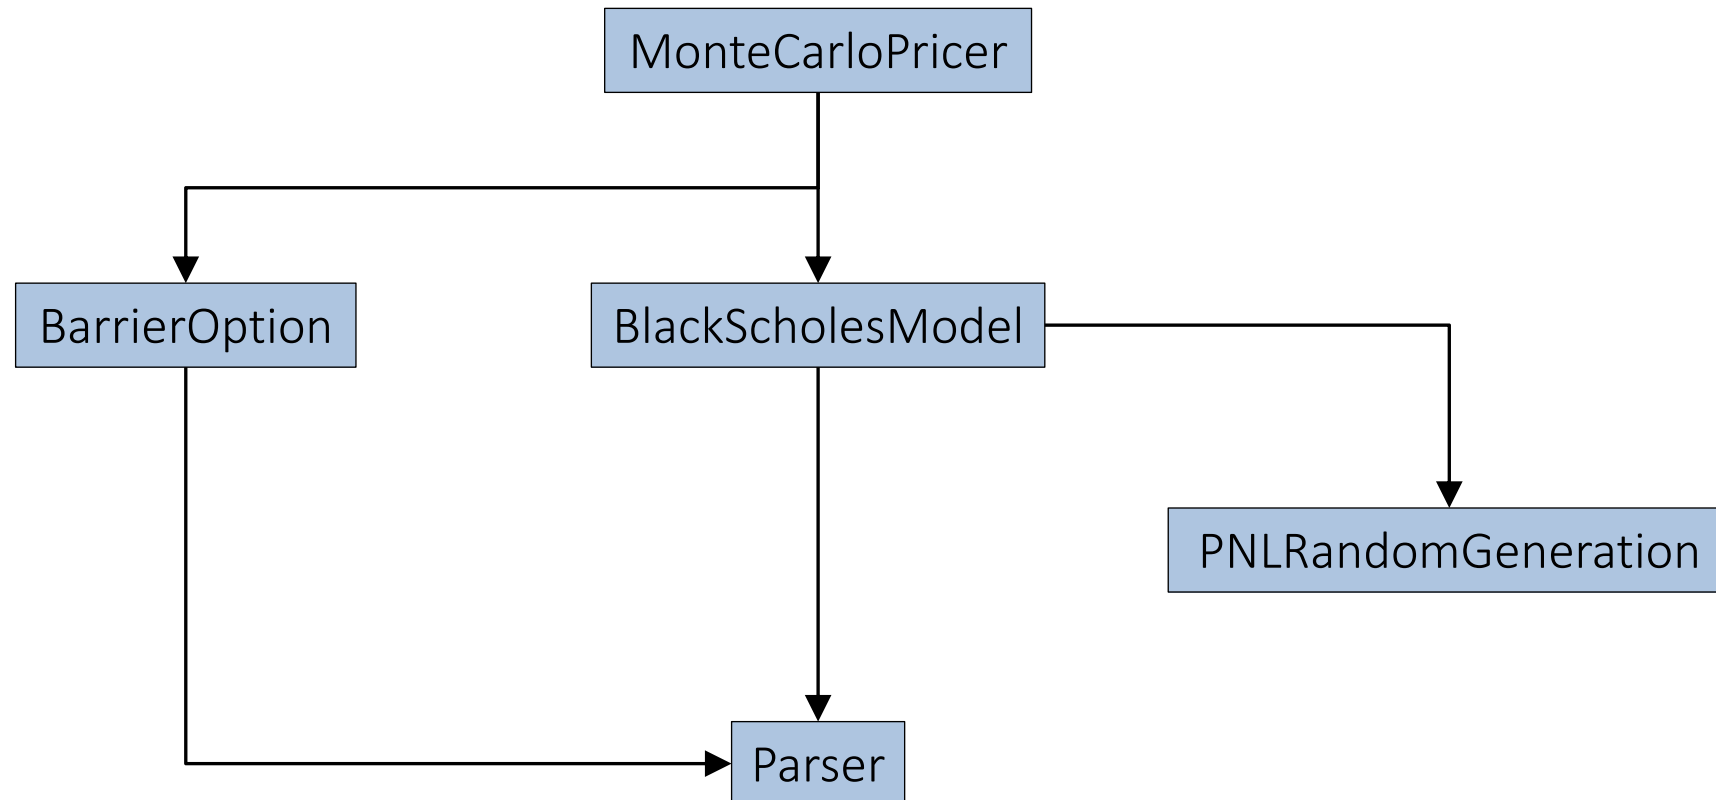 MonteCarloPricer
BarrierOption
BlackScholesModel
PNLRandomGeneration
Parser